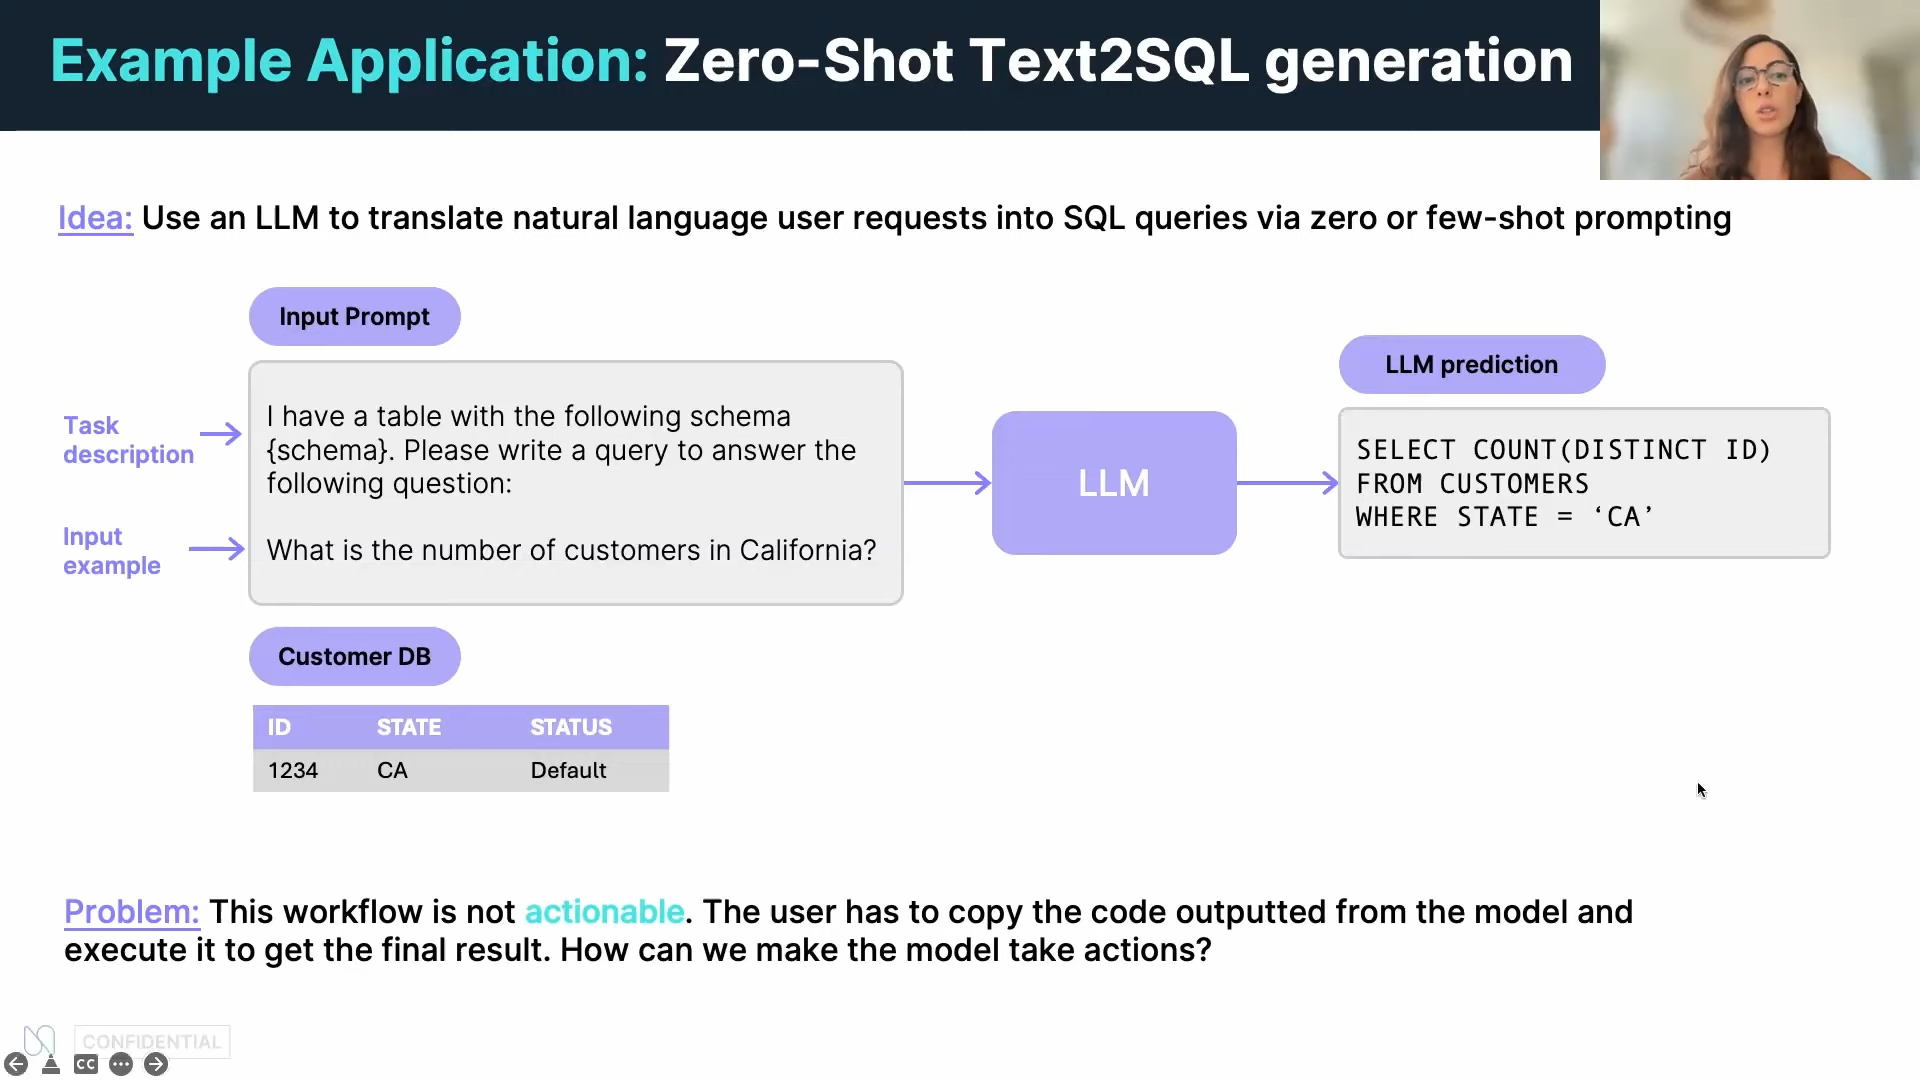 Example Application: Zero-Shot Text2SQL generation
Idea: Use an LLM to translate natural language user requests into SQL queries via zero or few-shot prompting
Input Prompt
Task
description
I have a table with the following schema
{schema}. Please write a query to answer the
following question:
Input
example
What is the number of customers in California?
LLM
LLM prediction
SELECT COUNT(DISTINCT ID)
FROM CUSTOMERS
WHERE STATE = ‘CA’
Customer DB
ID STATE STATUS
1234 CA Default
Problem: This workflow is not actionable. The user has to copy the code outputted from the model and
execute it to get the final result. How can we make the model take actions?
CONFIDENTIAL
CC